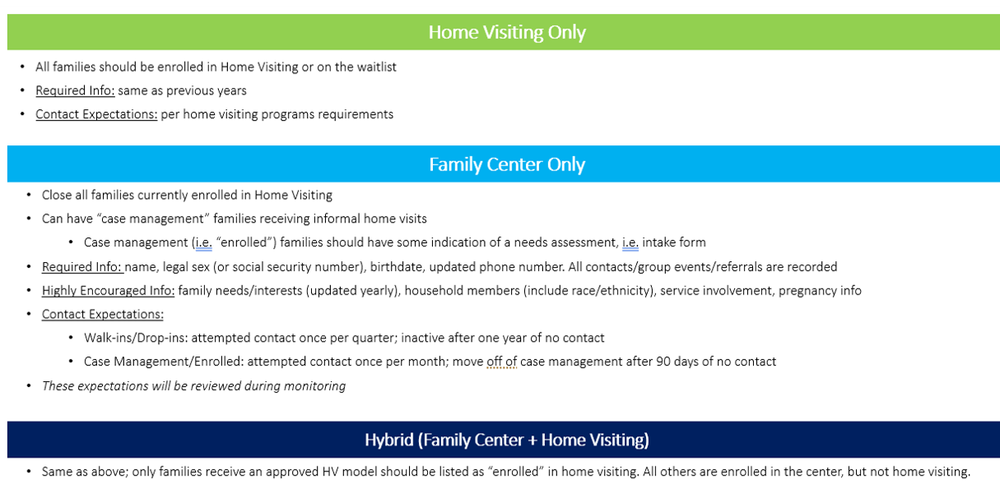 Home Visiting Only
• All families should be enrolled in Home Visiting or on the waitlist
• Required Info: same as previous years
• Contact Expectations: per home visiting programs requirements
Family Center Only
• Close all families currently enrolled in Home Visiting
• Can have “case management” families receiving informal home visits
• Case management (i.e. “enrolled”) families should have some indication of a needs assessment, i.e. intake form
• Required Info: name, legal sex (or social security number), birthdate, updated phone number. All contacts/group events/referrals are recorded
• Highly Encouraged Info: family needs/interests (updated yearly), household members (include race/ethnicity), service involvement, pregnancy info
• Contact Expectations:
• Walk-ins/Drop-ins: attempted contact once per quarter; inactive after one year of no contact
• Case Management/Enrolled: attempted contact once per month; move off of case management after 90 days of no contact
• These expectations will be reviewed during monitoring
Hybrid (Family Center + Home Visiting)
• Same as above; only families receive an approved HV model should be listed as “enrolled” in home visiting. All others are enrolled in the center, but not home visiting.